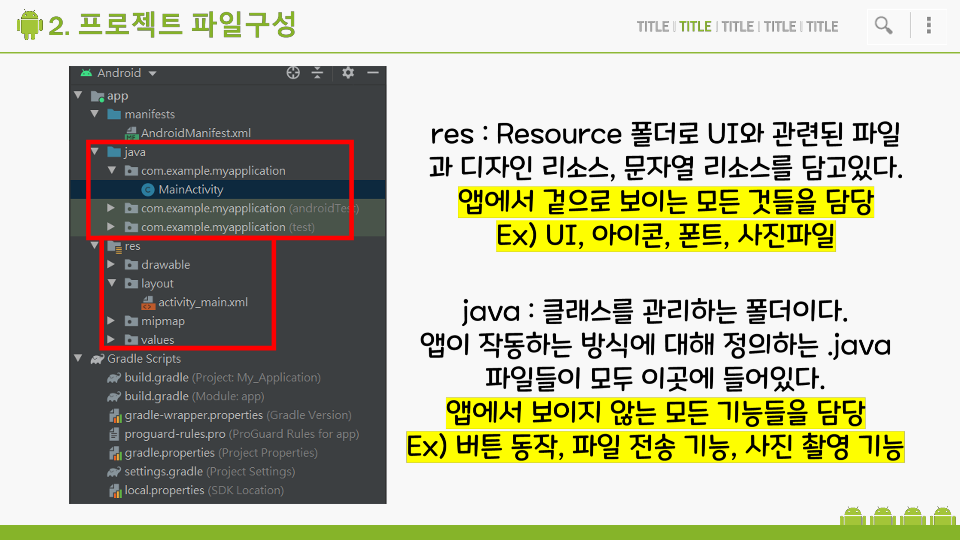 2. 프로젝트 파일구성
TITLE || TITLE || TITLE || TITLE || TITLE
Android
app
manifests
AndroidManifest.xml
java
com.example.myapplication
MainActivity
com.example.myapplication (androidTest)
com.example.myapplication (test)
res
drawable
layout
activity_main.xml
mipmap
values
Gradle Scripts
build.gradle (Project: My_Application)
build.gradle (Module: app)
gradle-wrapper.properties (Gradle Version)
proguard-rules.pro (ProGuard Rules for app)
gradle.properties (Project Properties)
settings.gradle (Project Settings)
local.properties (SDK Location)
res : Resource 폴더로 UI와 관련된 파일
과 디자인 리소스, 문자열 리소스를 담고있다.
앱에서 겉으로 보이는 모든 것들을 담당
Ex) UI, 아이콘, 폰트, 사진파일
java : 클래스를 관리하는 폴더이다.
앱이 작동하는 방식에 대해 정의하는 .java
파일들이 모두 이곳에 들어있다.
앱에서 보이지 않는 모든 기능들을 담당
Ex) 버튼 동작, 파일 전송 기능, 사진 촬영 기능